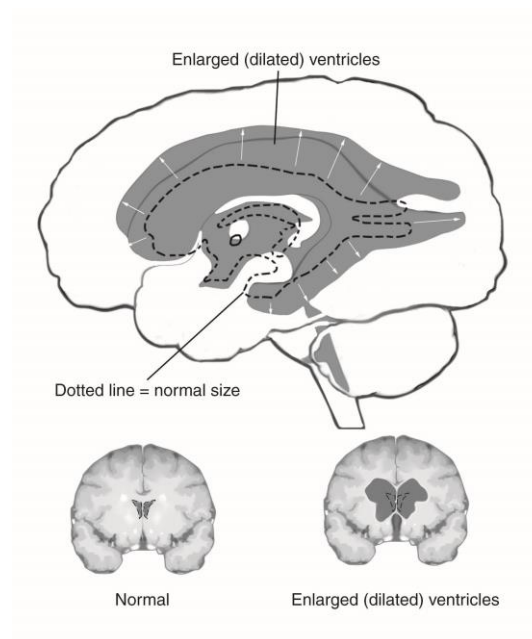 Enlarged (dilated) ventricles
Dotted line = normal size
Normal
Enlarged (dilated) ventricles